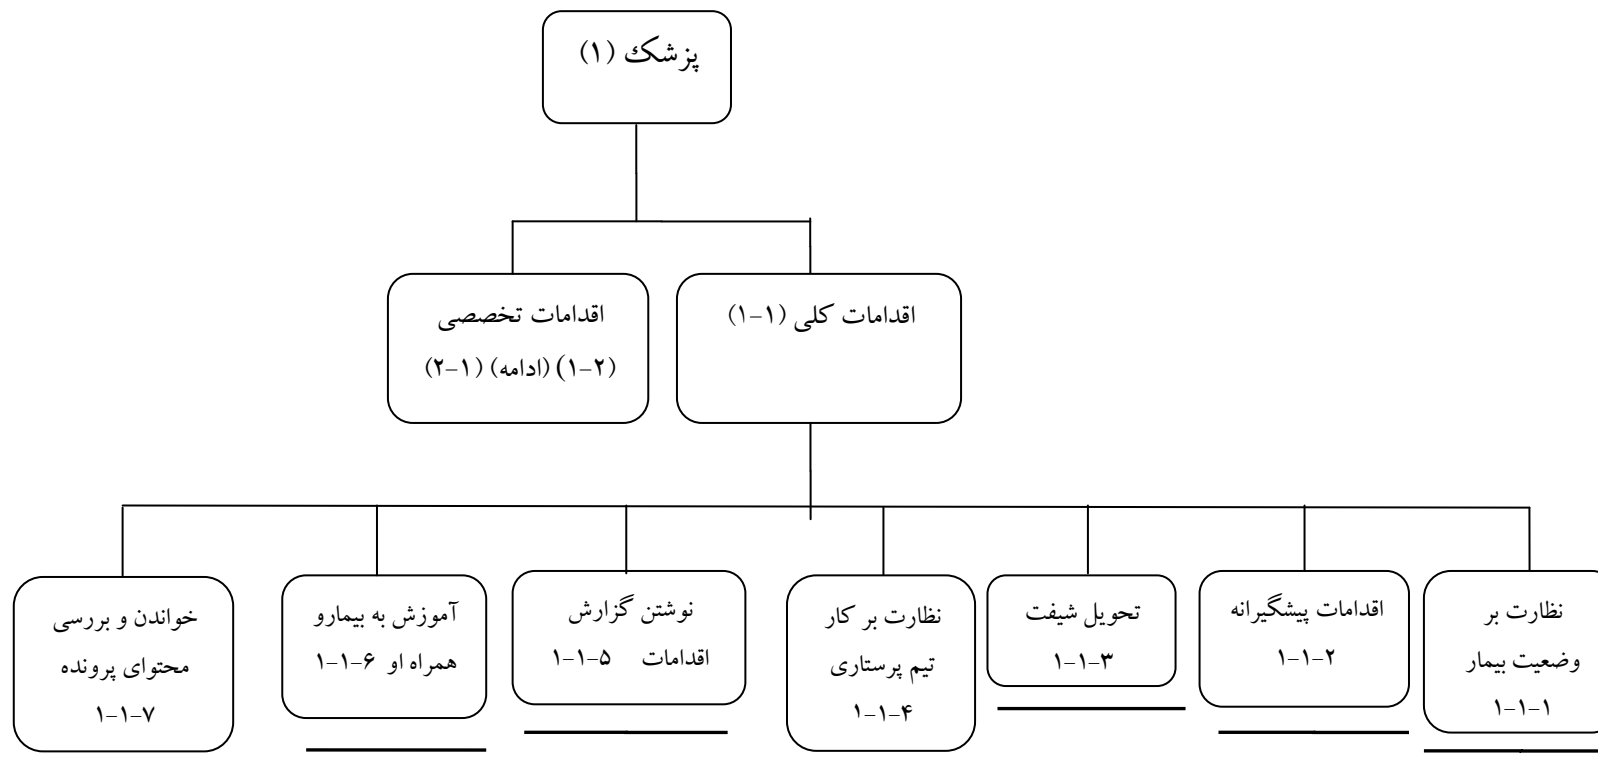 پزشک (۱)
اقدامات کلی (۱-۱)
اقدامات تخصصی
(۱-۲) (ادامه) (۱-۲)
نظارت بر
وضعیت بیمار
۱-۱-۱
اقدامات پیشگیرانه
۱-۱-۲
تحویل شیفت
۱-۱-۳
نظارت بر کار
تیم پرستاری
۱-۱-۴
نوشتن گزارش
اقدامات ۱-۱-۵
آموزش به بیمارو
همراه او ۱-۱-۶
خواندن و بررسی
محتوای پرونده
۱-۱-۷